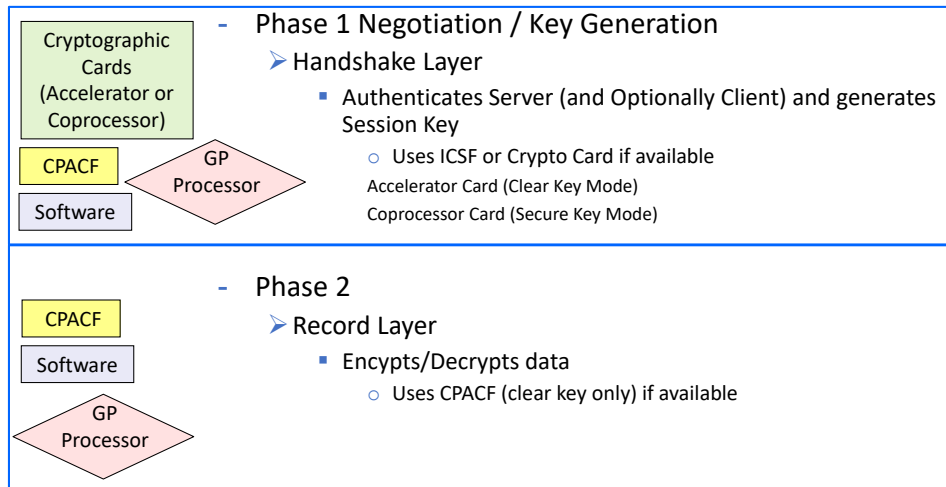 Cryptographic
Cards
(Accelerator or
Coprocessor)
CPACF
Software
GP
Processor
- Phase 1 Negotiation / Key Generation
Handshake Layer
Authenticates Server (and Optionally Client) and generates
Session Key
Uses ICSF or Crypto Card if available
Accelerator Card (Clear Key Mode)
Coprocessor Card (Secure Key Mode)
CPACF
Software
GP
Processor
- Phase 2
Record Layer
Encypts/Decrypts data
Uses CPACF (clear key only) if available